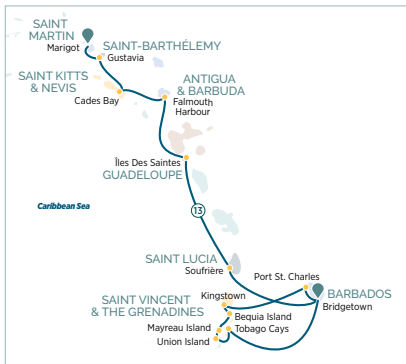 SAINT
MARTIN
Marigot
SAINT-BARTHÉLEMY
Gustavia
SAINT KITTS
& NEVIS
Cades Bay
ANTIGUA
& BARBUDA
Falmouth
Harbour
Îles Des Saintes
GUADELOUPE
Caribbean Sea
13
SAINT LUCIA
Soufrière
Port St. Charles
BARBADOS
Bridgetown
SAINT VINCENT
& THE GRENADINES
Kingstown
Bequia Island
Mayreau Island
Tobago Cays
Union Island